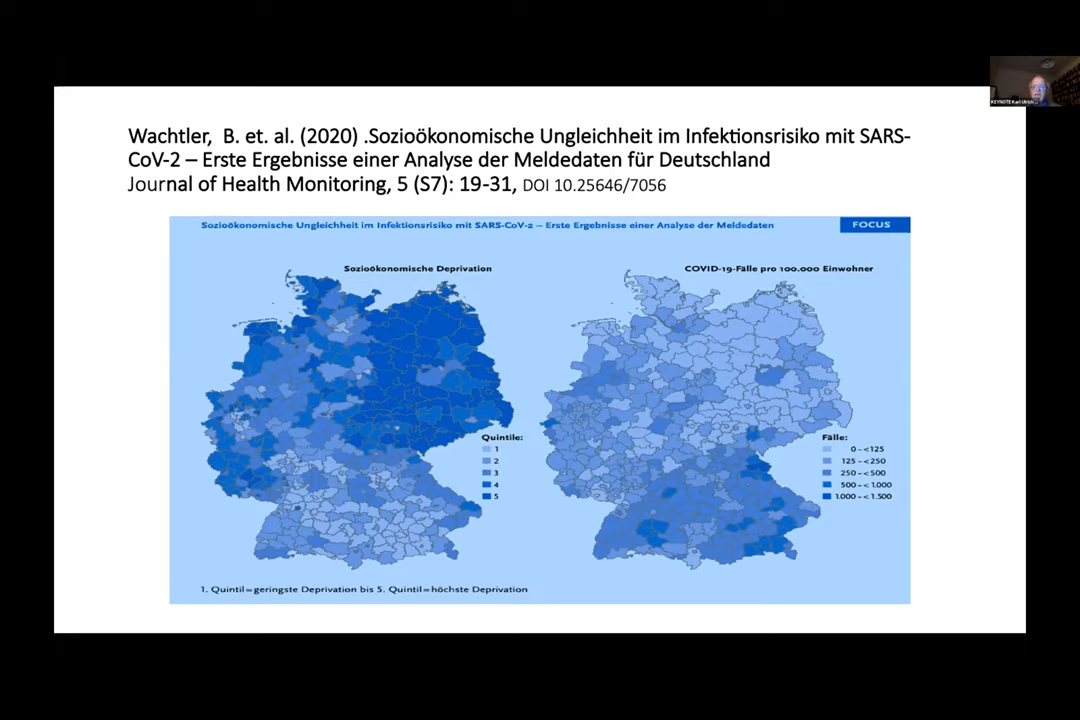 Wachtler, B. et. al. (2020) .Sozioökonomische Ungleichheit im Infektionsrisiko mit SARS-
CoV-2 – Erste Ergebnisse einer Analyse der Meldedaten für Deutschland
Journal of Health Monitoring, 5 (S7): 19-31, DOI 10.25646/7056
Sozioökonomische Ungleichheit im Infektionsrisiko mit SARS-CoV-2 – Erste Ergebnisse einer Analyse der Meldedaten
FOCUS
Sozioökonomische Deprivation
COVID-19-Fälle pro 100.000 Einwohner
Quintile:
1
2
3
4
5
Fälle:
0 – <125
125 – <250
250 – <500
500 – <1.000
1.000 – < 1.500
1. Quintil=geringste Deprivation bis 5. Quintil=höchste Deprivation
KEYNOTE Karl Ulrich